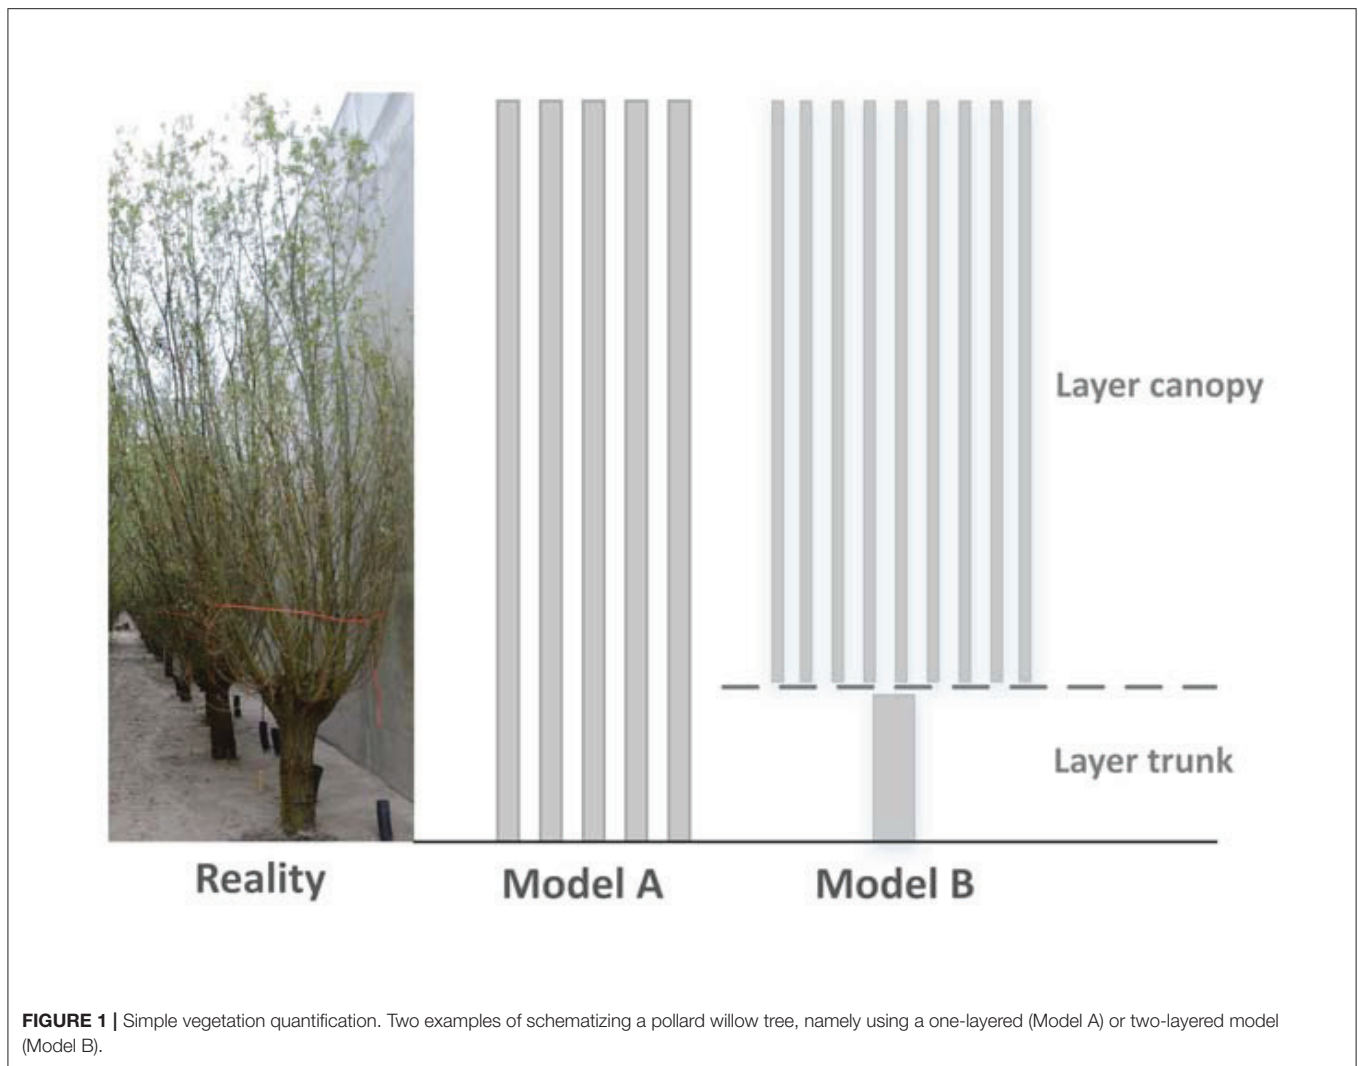 Layer canopy
Layer trunk
Reality
Model A
Model B
FIGURE 1 | Simple vegetation quantification. Two examples of schematizing a pollard willow tree, namely using a one-layered (Model A) or two-layered model
(Model B).